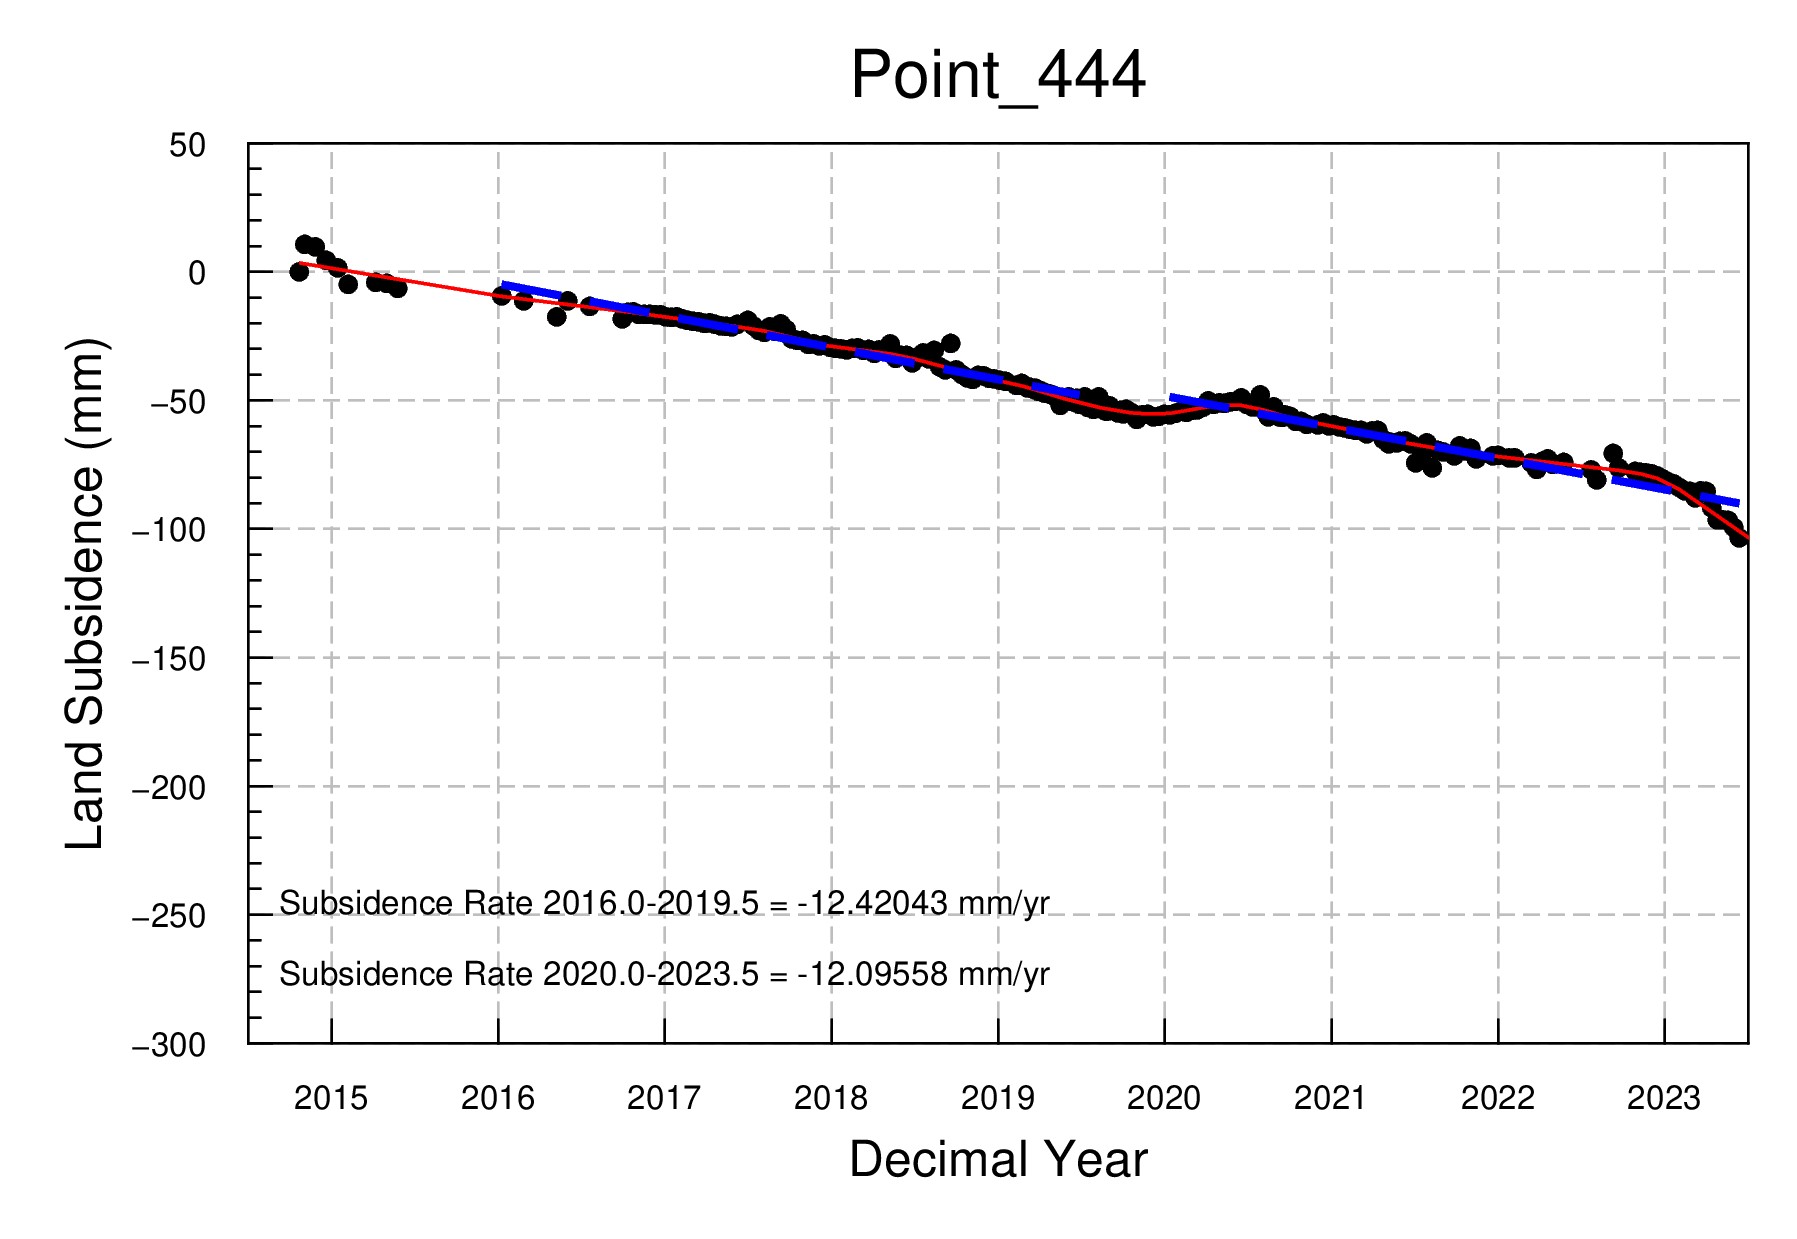 Point_444
50
0
−50
−100
−150
−200
−250
−300
Land Subsidence (mm)
Subsidence Rate 2016.0-2019.5 = -12.42043 mm/yr
Subsidence Rate 2020.0-2023.5 = -12.09558 mm/yr
2015 2016 2017 2018 2019 2020 2021 2022 2023
Decimal Year